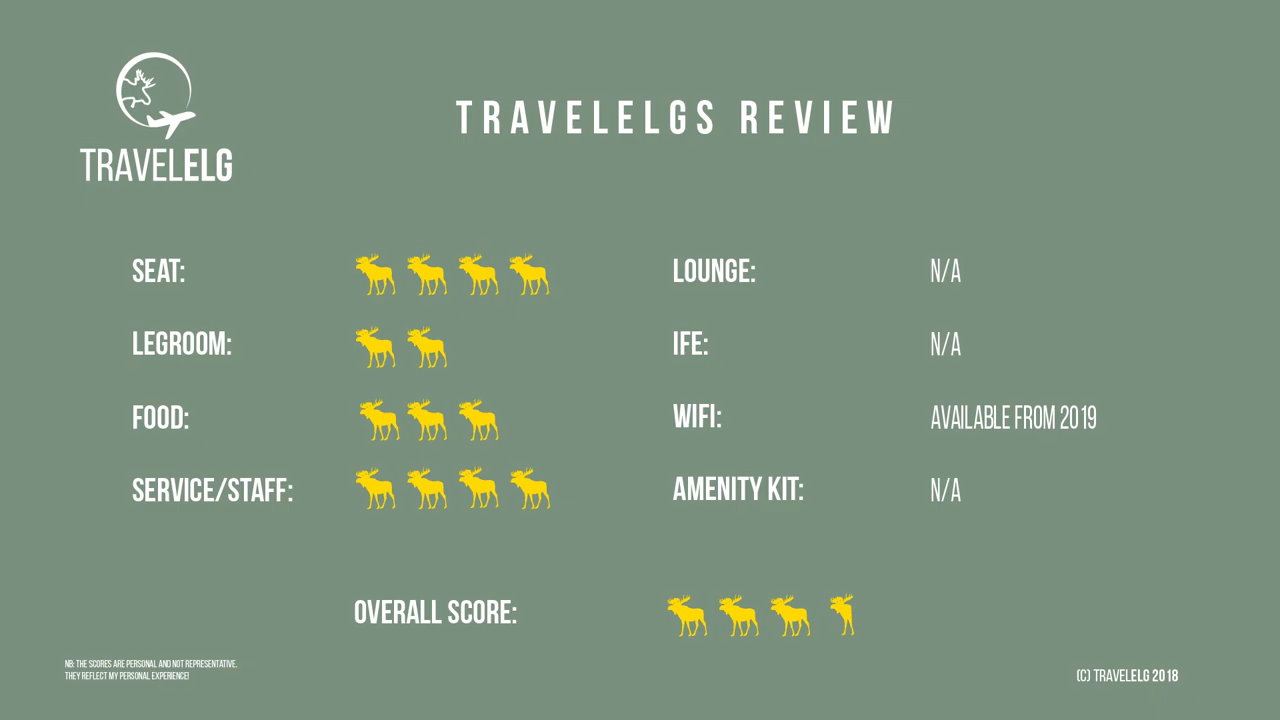 TRAVELELG
TRAVELELGS REVIEW
SEAT:
LEGROOM:
FOOD:
SERVICE/STAFF:
LOUNGE: N/A
IFE: N/A
WIFI: AVAILABLE FROM 2019
AMENITY KIT: N/A
OVERALL SCORE:
NB: THE SCORES ARE PERSONAL AND NOT REPRESENTATIVE.
THEY REFLECT MY PERSONAL EXPERIENCE!
(C) TRAVELELG 2018